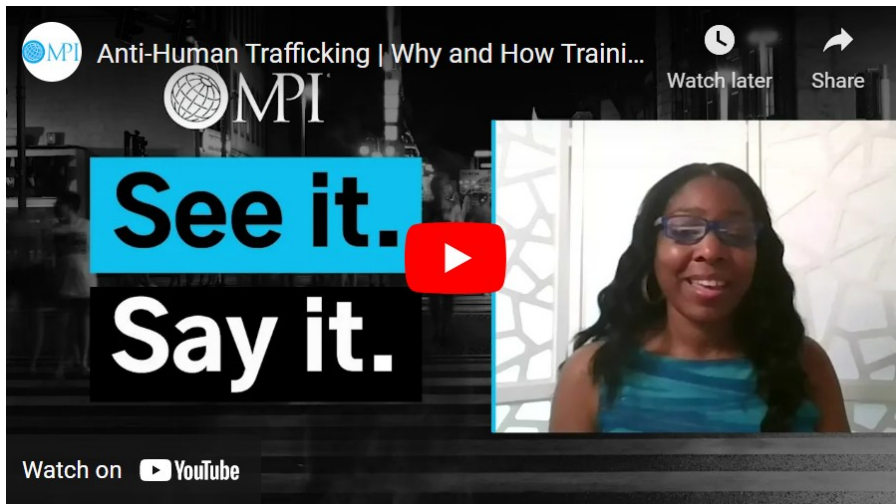 MPI
Anti-Human Trafficking | Why and How Traini...
Watch later
Share
MPI
See it.
Say it.
Watch on YouTube